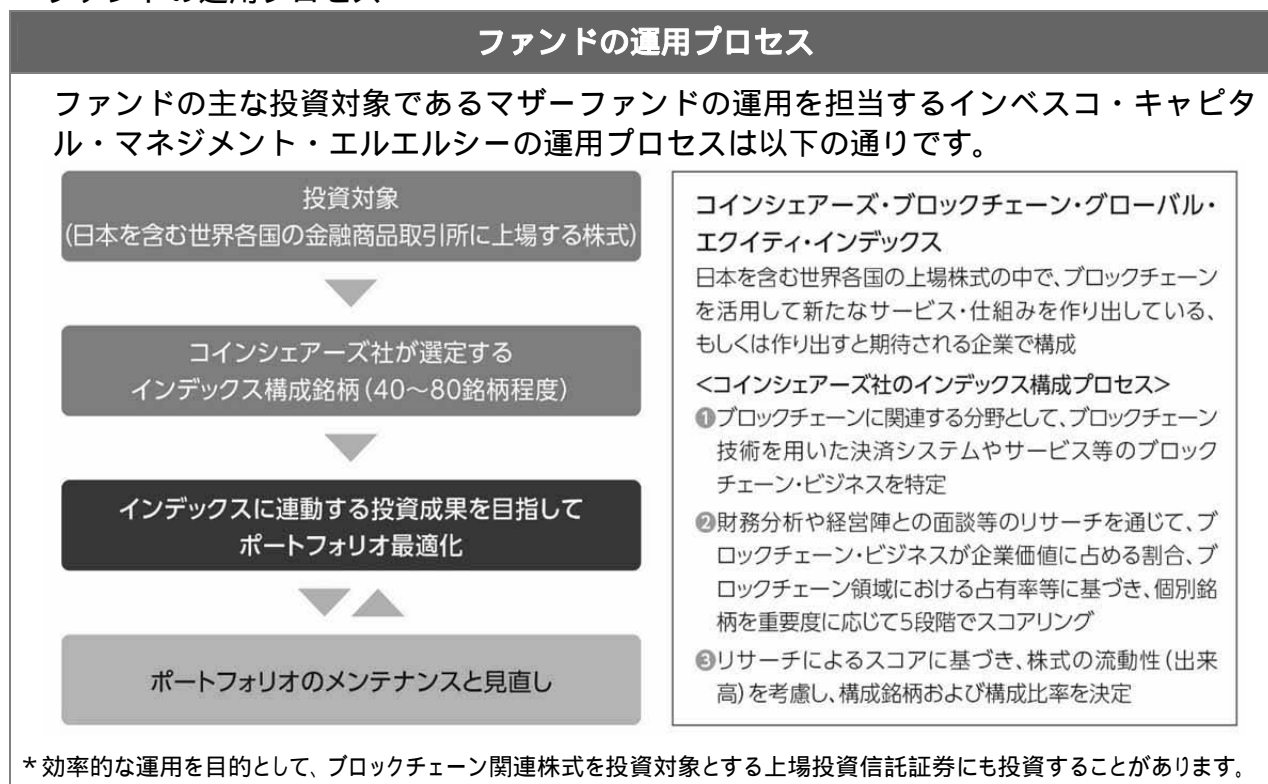 ファンドの運用プロセス
ファンドの運用プロセス
ファンドの主な投資対象であるマザーファンドの運用を担当するインベスコ・キャピタ
ル・マネジメント・エルエルシーの運用プロセスは以下の通りです。
投資対象
(日本を含む世界各国の金融商品取引所に上場する株式)
コインシェアーズ社が選定する
インデックス構成銘柄(40～80銘柄程度)
インデックスに連動する投資成果を目指して
ポートフォリオ最適化
ポートフォリオのメンテナンスと見直し
コインシェアーズ・ブロックチェーン・グローバル・
エクイティ・インデックス
日本を含む世界各国の上場株式の中で、ブロックチェーン
を活用して新たなサービス・仕組みを作り出している、
もしくは作り出すと期待される企業で構成
<コインシェアーズ社のインデックス構成プロセス>
❶ブロックチェーンに関連する分野として、ブロックチェーン
技術を用いた決済システムやサービス等のブロック
チェーン・ビジネスを特定
❷財務分析や経営陣との面談等のリサーチを通じて、ブ
ロックチェーン・ビジネスが企業価値に占める割合、ブ
ロックチェーン領域における占有率等に基づき、個別銘
柄を重要度に応じて5段階でスコアリング
❸リサーチによるスコアに基づき、株式の流動性(出来
高)を考慮し、構成銘柄および構成比率を決定
*効率的な運用を目的として、ブロックチェーン関連株式を投資対象とする上場投資信託証券にも投資することがあります。